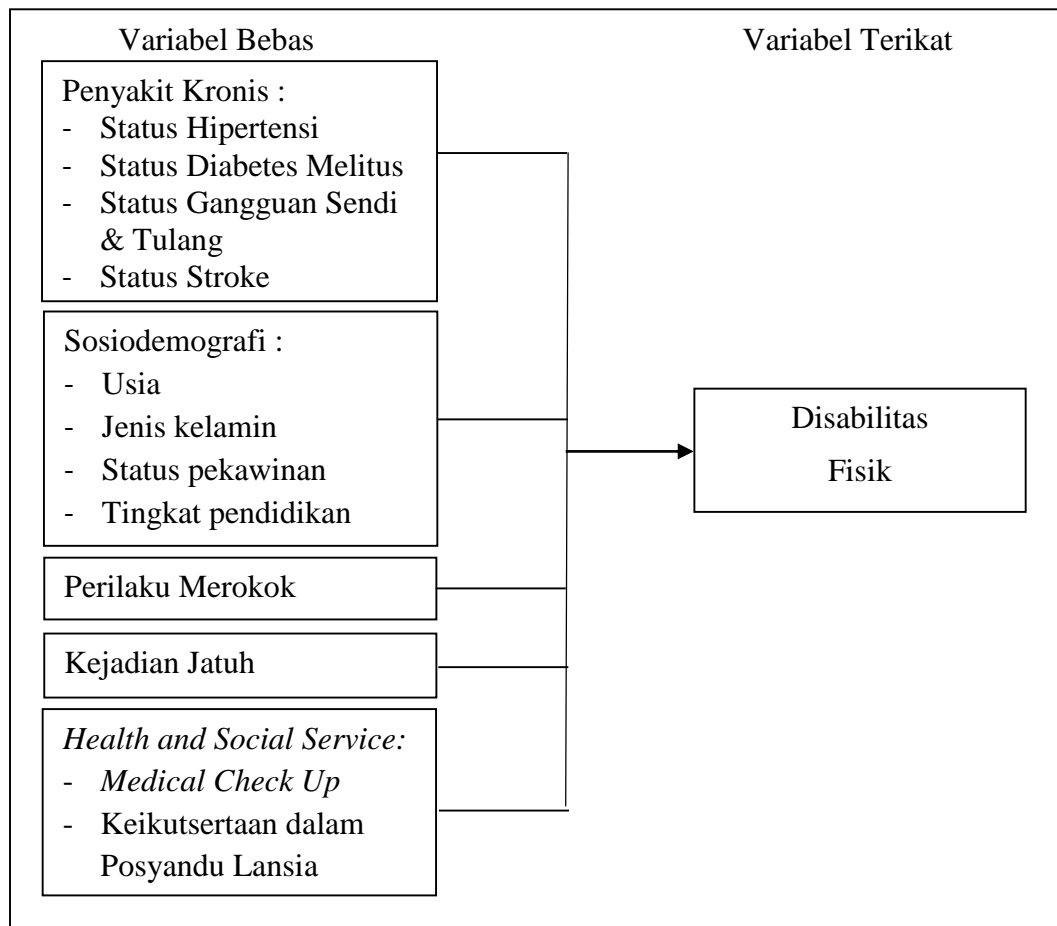 Variabel Bebas
Variabel Terikat
Penyakit Kronis :
- Status Hipertensi
- Status Diabetes Melitus
- Status Gangguan Sendi
& Tulang
- Status Stroke
Sosiodemografi :
- Usia
- Jenis kelamin
- Status pekawinan
- Tingkat pendidikan
Perilaku Merokok
Kejadian Jatuh
Health and Social Service:
- Medical Check Up
- Keikutsertaan dalam
Posyandu Lansia
Disabilitas
Fisik